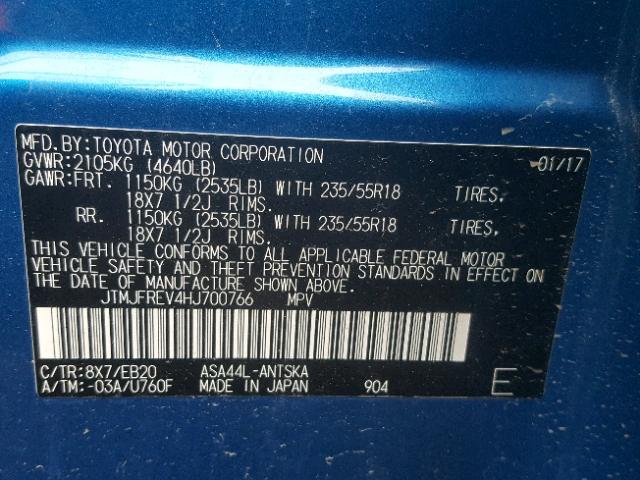 MFD.BY:TOYOTA MOTOR CORPORATION 01/17
GVWR:2105KG (4640LB)
GAWR:FRT. 1150KG (2535LB) WITH 235/55R18 TIRES.
18X7 1/2J RIMS.
RR. 1150KG (2535LB) WITH 235/55R18 TIRES.
18X7 1/2J RIMS.
THIS VEHICLE CONFORMS TO ALL APPLICABLE FEDERAL MOTOR
VEHICLE SAFETY AND THEFT PREVENTION STANDARDS IN EFFECT ON
THE DATE OF MANUFACTURE SHOWN ABOVE.
JTMJFREV4HJ700766 MPV
C/TR:8X7/EB20 ASA44L-ANTSKA
A/TM:-03A/U760F MADE IN JAPAN 904 E